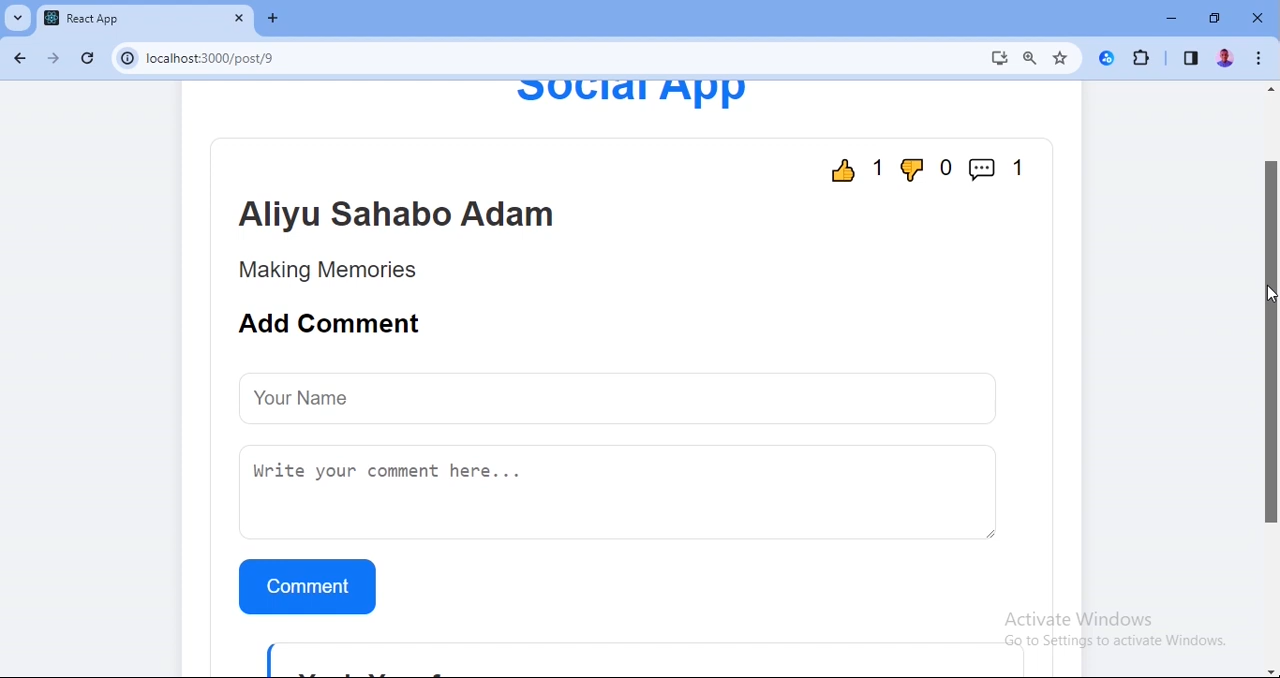 React App
localhost:3000/post/9
Social App
1 0 1
Aliyu Sahabo Adam
Making Memories
Add Comment
Your Name
Write your comment here...
Comment
Activate Windows
Go to Settings to activate Windows.